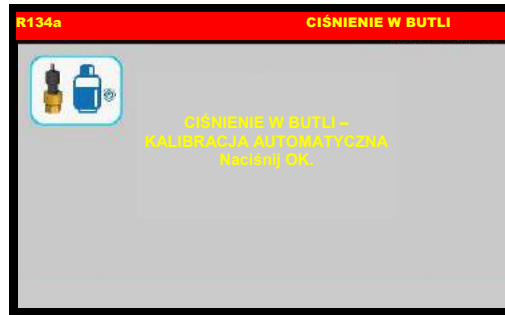 R134a CIŚNIENIE W BUTLI
CIŚNIENIE W BUTLI –
KALIBRACJA AUTOMATYCZNA
Naciśnij OK.